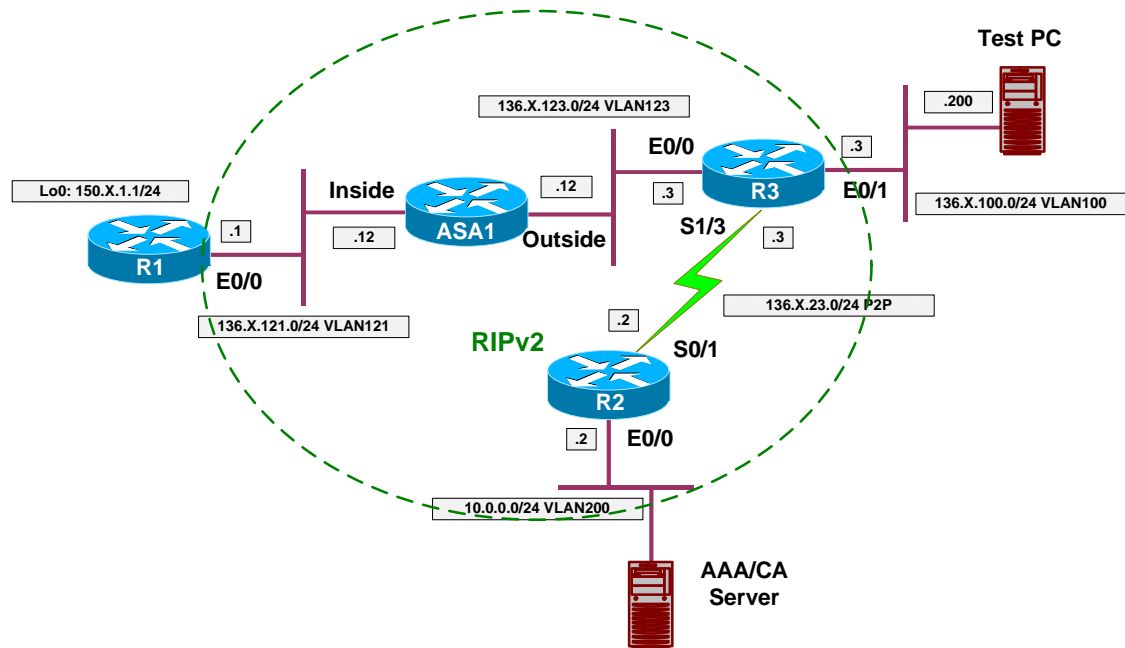 Test PC
136.X.123.0/24 VLAN123
.200
E0/0
.3
Lo0: 150.X.1.1/24
Inside
.12
.3
R3
E0/1
.1
ASA1
136.X.100.0/24 VLAN100
.12
Outside
S1/3
.3
R1
E0/0
136.X.23.0/24 P2P
136.X.121.0/24 VLAN121
.2
RIPv2
S0/1
R2
.2
E0/0
10.0.0.0/24 VLAN200
AAA/CA
Server